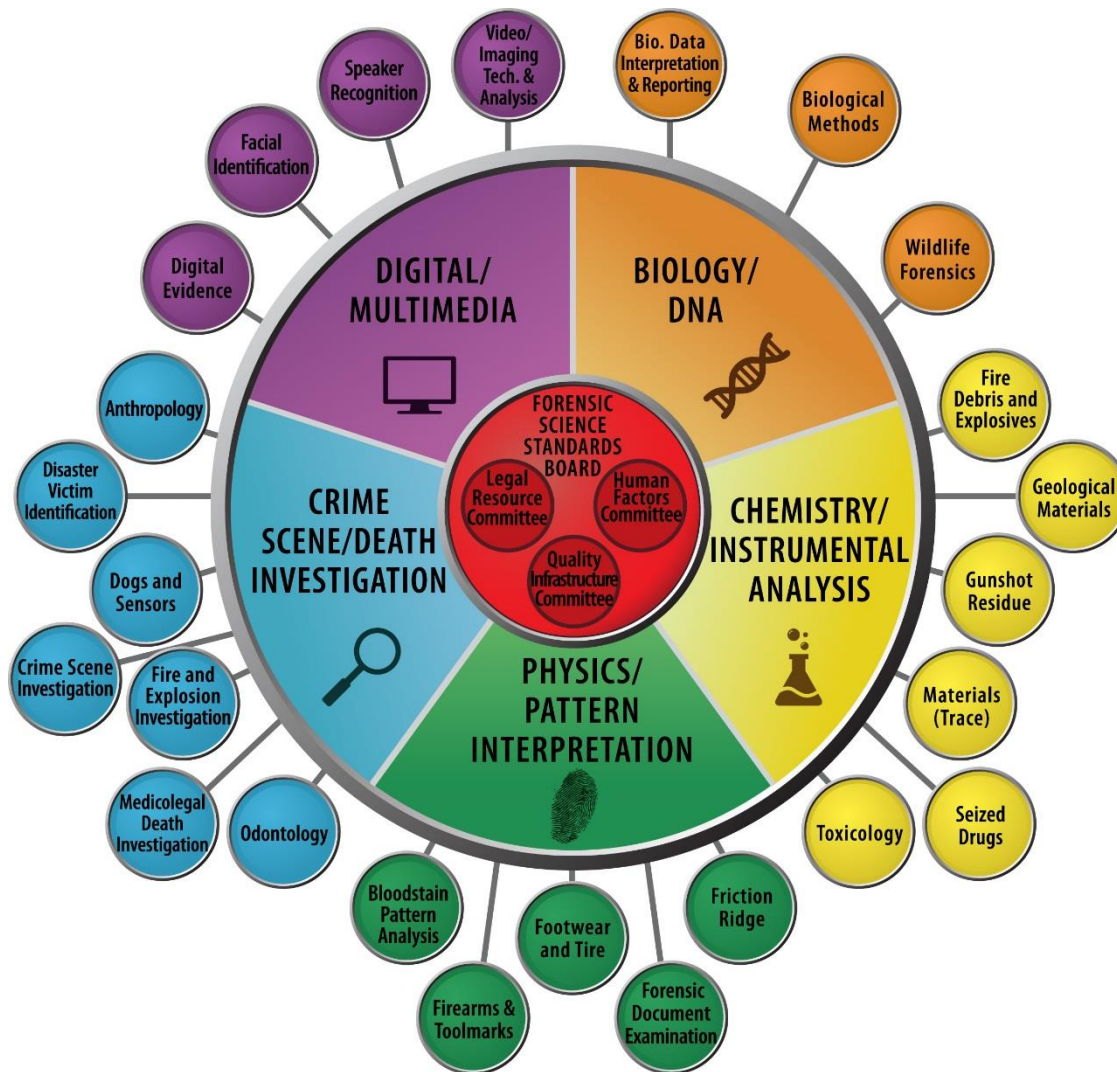 Video/
Imaging
Tech. &
Analysis
Bio. Data
Interpretation
& Reporting
Speaker
Recognition
Biological
Methods
Facial
Identification
Digital
Evidence
Wildlife
Forensics
DIGITAL/
MULTIMEDIA
BIOLOGY/
DNA
Anthropology
Fire
Debris and
Explosives
FORENSIC
SCIENCE
STANDARDS
BOARD
Legal
Resource
Committee
Human
Factors
Committee
Quality
Infrastructure
Committee
Disaster
Victim
Identification
Geological
Materials
CRIME
SCENE/DEATH
INVESTIGATION
CHEMISTRY/
INSTRUMENTAL
ANALYSIS
Dogs and
Sensors
Gunshot
Residue
Crime Scene
Investigation
Fire and
Explosion
Investigation
PHYSICS/
PATTERN
INTERPRETATION
Materials
(Trace)
Medicolegal
Death
Investigation
Odontology
Toxicology
Seized
Drugs
Bloodstain
Pattern
Analysis
Footwear
and Tire
Friction
Ridge
Firearms &
Toolmarks
Forensic
Document
Examination